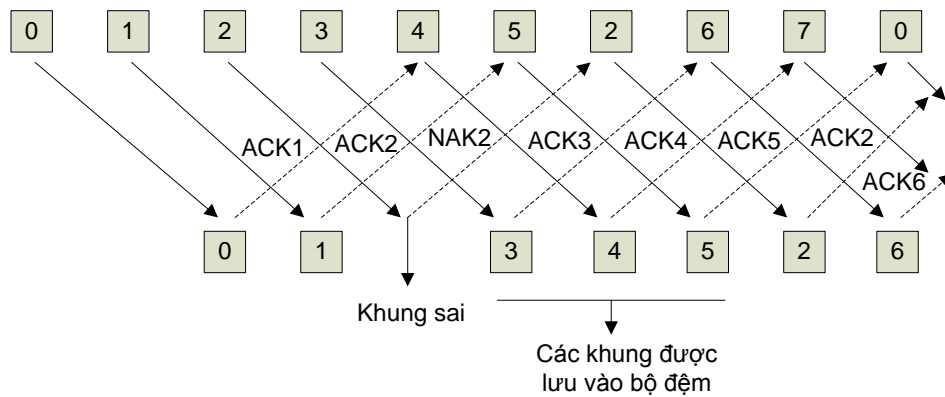 0 1 2 3 4 5 2 6 7 0
ACK1 ACK2 NAK2 ACK3 ACK4 ACK5 ACK2
ACK6
0 1 3 4 5 2 6
Khung sai
Các khung được
lưu vào bộ đệm